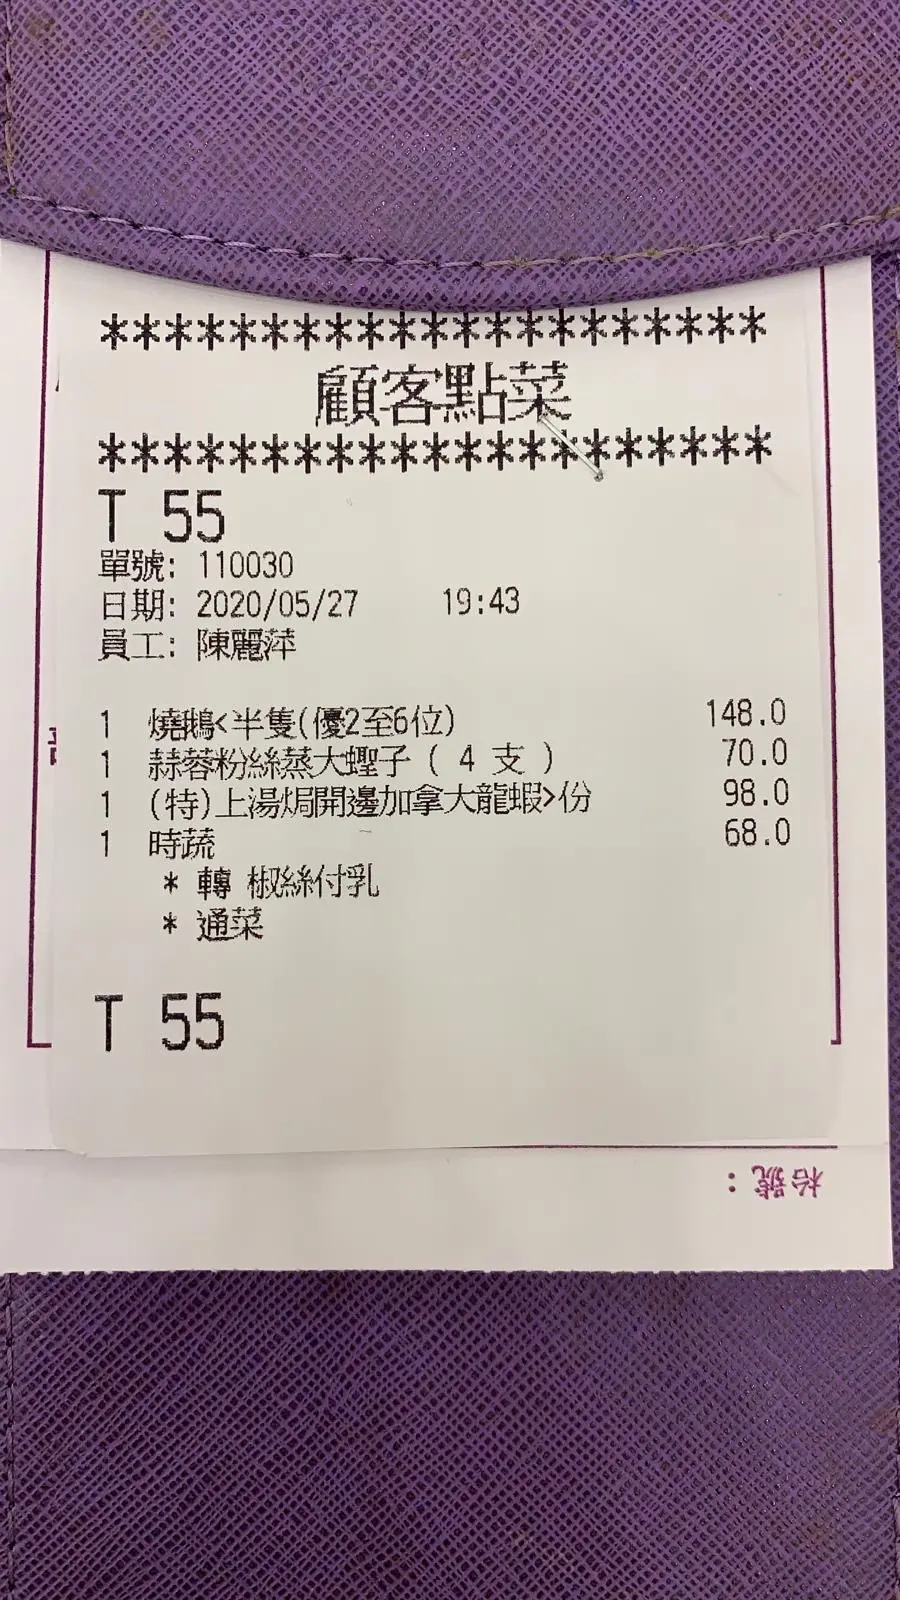 ********************
顧客點菜
*********************
T 55
單號: 110030
日期: 2020/05/27 19:43
員工: 陳麗萍
1 燒鵝<半隻(優2至6位) 148.0
1 蒜蓉粉絲蒸大蟶子 ( 4 支 ) 70.0
1 (特)上湯焗開邊加拿大龍蝦>份 98.0
1 時蔬 68.0
* 轉 椒絲付乳
* 通菜
T 55
枱號：